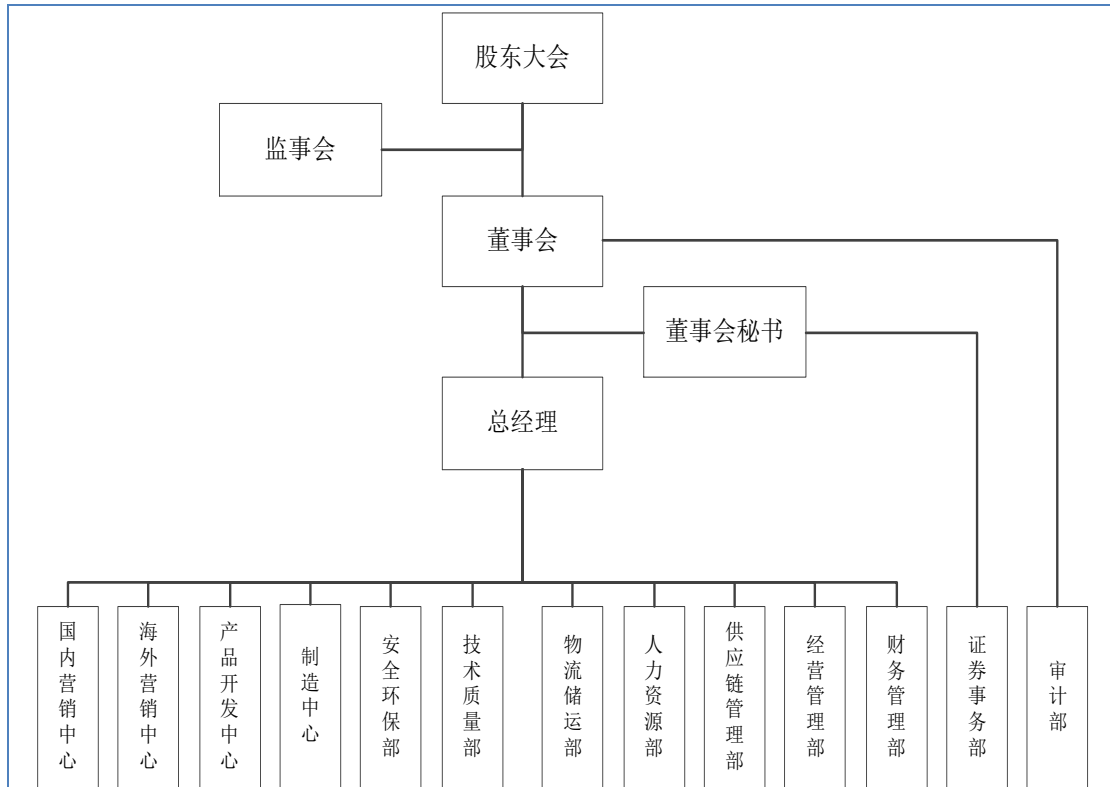 股东大会
监事会
董事会
董事会秘书
总经理
国内营销中心
海外营销中心
产品开发中心
制造中心
安全环保部
技术质量部
物流储运部
人力资源部
供应链管理部
经营管理部
财务管理部
证券事务部
审计部